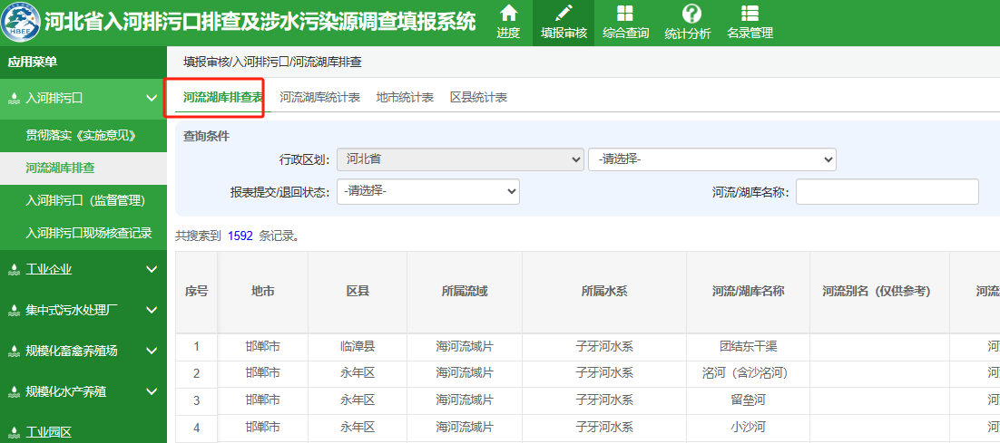 河北省入河排污口排查及涉水污染源调查填报系统
HBEE
进度 填报审核 综合查询 统计分析 名录管理
应用菜单
填报审核/入河排污口/河流湖库排查
入河排污口
河流湖库排查表 河流湖库统计表 地市统计表 区县统计表
贯彻落实《实施意见》
河流湖库排查
入河排污口（监督管理）
入河排污口现场核查记录
工业企业
集中式污水处理厂
规模化畜禽养殖场
规模化水产养殖
工业园区
查询条件
行政区划： 河北省 -请选择-
报表提交/退回状态： -请选择- 河流/湖库名称：
共搜索到 1592 条记录。
序号 地市 区县 所属流域 所属水系 河流/湖库名称 河流别名（仅供参考） 河流
1 邯郸市 临漳县 海河流域片 子牙河水系 团结东干渠 河
2 邯郸市 永年区 海河流域片 子牙河水系 洺河（含沙洺河） 河
3 邯郸市 永年区 海河流域片 子牙河水系 留垒河 河
4 邯郸市 永年区 海河流域片 子牙河水系 小沙河 河